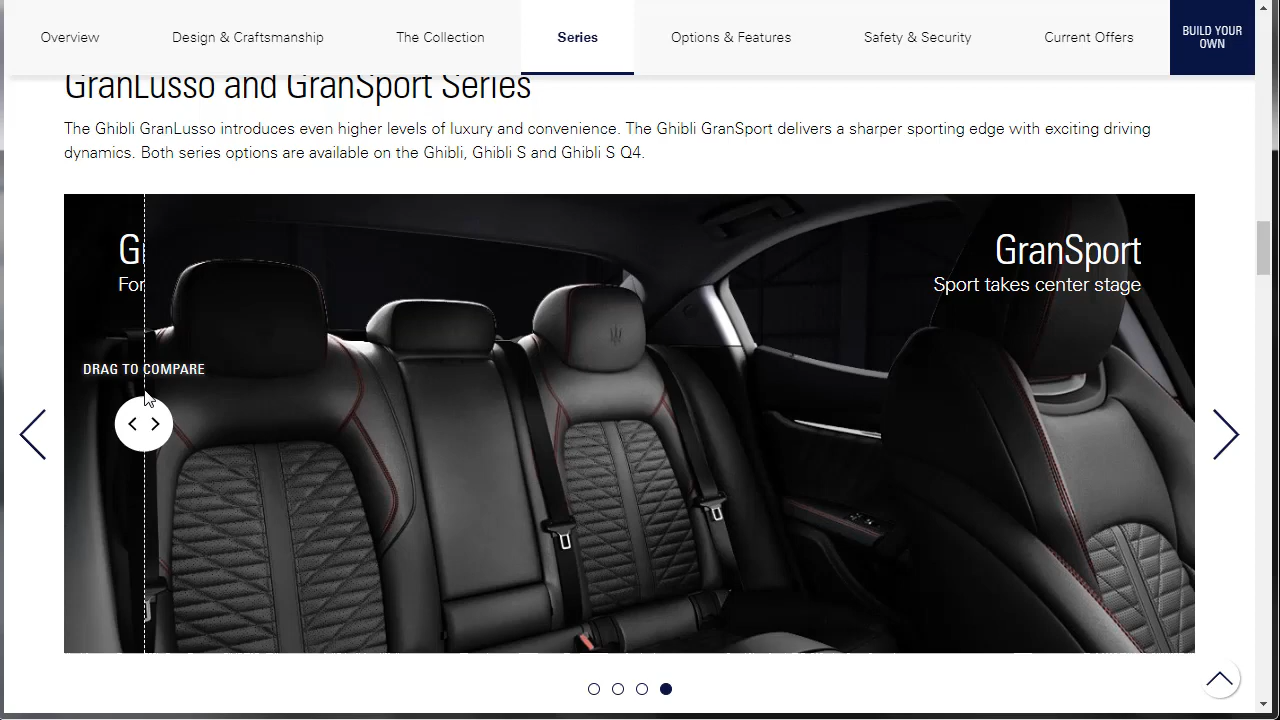 Overview
Design & Craftsmanship
The Collection
Series
Options & Features
Safety & Security
Current Offers
BUILD YOUR
OWN
GranLusso and GranSport Series
The Ghibli GranLusso introduces even higher levels of luxury and convenience. The Ghibli GranSport delivers a sharper sporting edge with exciting driving
dynamics. Both series options are available on the Ghibli, Ghibli S and Ghibli S Q4.
GranSport
For
Sport takes center stage
DRAG TO COMPARE